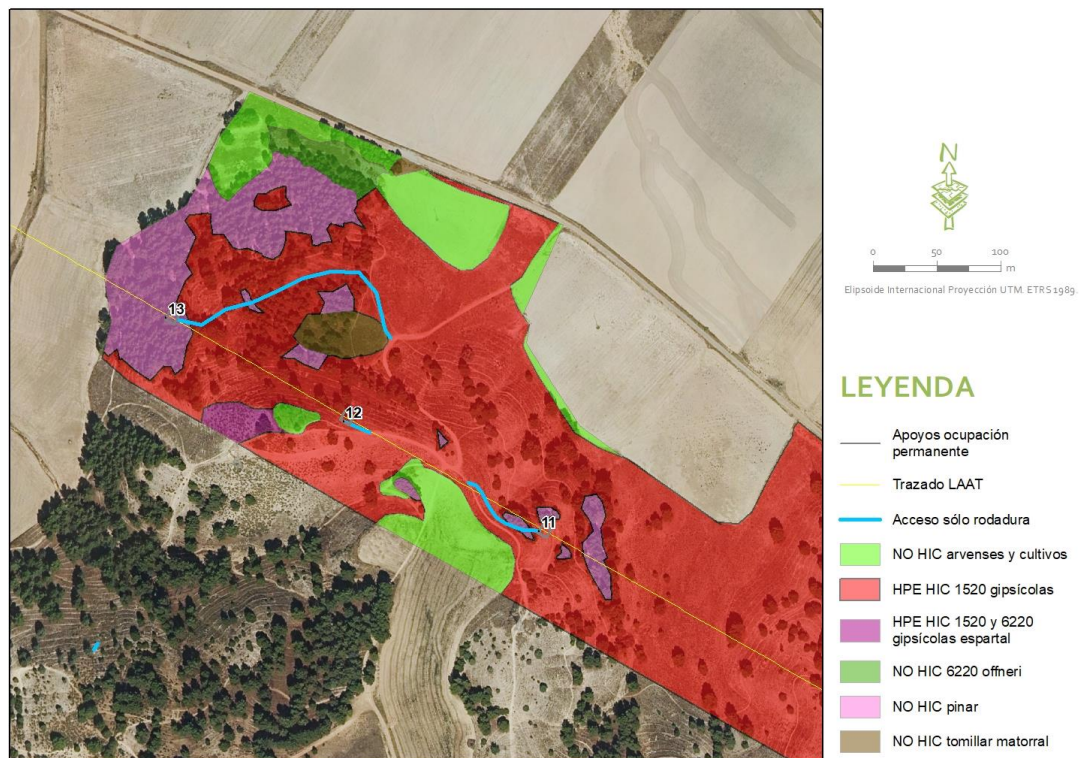 13
12
11
N
0 50 100
m
Elipsoide Internacional Proyección UTM. ETRS1989.
LEYENDA
Apoyos ocupación
permanente
Trazado LAAT
Acceso sólo rodadura
NO HIC arvenses y cultivos
HPE HIC 1520 gipsícolas
HPE HIC 1520 y 6220
gipsícolas espartal
NO HIC 6220 offneri
NO HIC pinar
NO HIC tomillar matorral